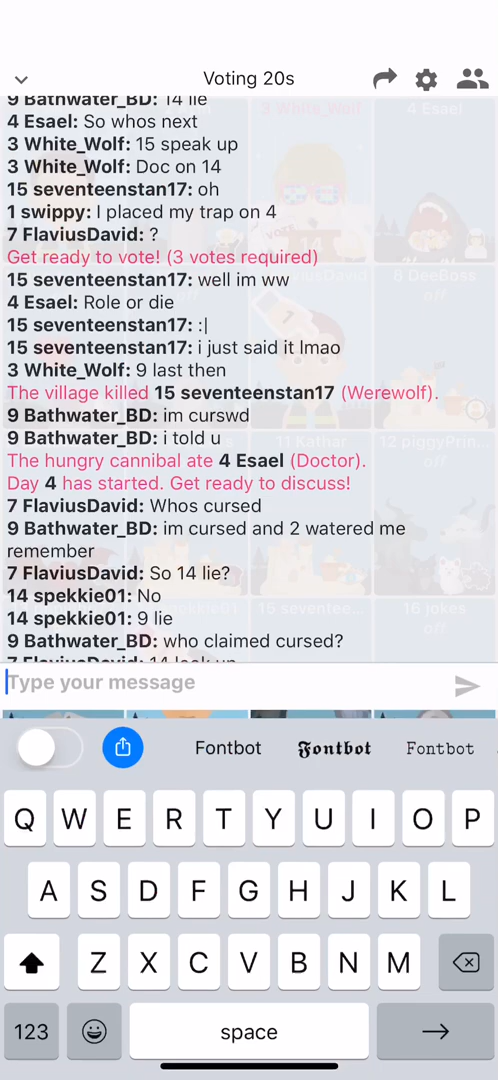 Voting 20s
9 Bathwater_BD: 14 lie
4 Esael: So whos next
3 White_Wolf: 15 speak up
3 White_Wolf: Doc on 14
15 seventeenstan17: oh
1 swippy: I placed my trap on 4
7 FlaviusDavid: ?
Get ready to vote! (3 votes required)
15 seventeenstan17: well im ww
4 Esael: Role or die
15 seventeenstan17: :|
15 seventeenstan17: i just said it lmao
3 White_Wolf: 9 last then
The village killed 15 seventeenstan17 (Werewolf).
9 Bathwater_BD: im curswd
9 Bathwater_BD: i told u
The hungry cannibal ate 4 Esael (Doctor).
Day 4 has started. Get ready to discuss!
7 FlaviusDavid: Whos cursed
9 Bathwater_BD: im cursed and 2 watered me
remember
7 FlaviusDavid: So 14 lie?
14 spekkie01: No
14 spekkie01: 9 lie
9 Bathwater_BD: who claimed cursed?
7 FlaviusDavid: 14 look up
Type your message
Fontbot 𝕱𝖔𝖓𝖙𝖇𝖔𝖙 𝙵𝚘𝚗𝚝𝚋𝚘𝚝
Q W E R T Y U I O P
A S D F G H J K L
Z X C V B N M
123 space